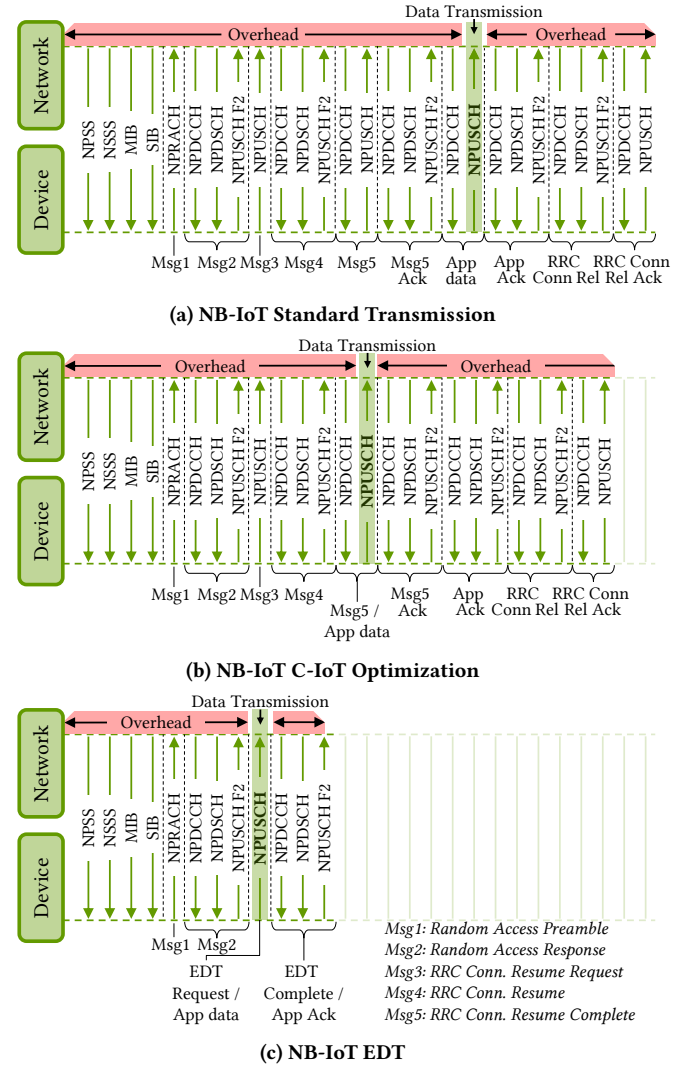 Data Transmission
Overhead
Overhead
Network
Device
NPSS
NSSS
MIB
SIB
NPRACH
NPDCCH
NPDSCH
NPUSCH F2
NPUSCH
NPDCCH
NPDSCH
NPUSCH F2
NPDCCH
NPUSCH
NPDCCH
NPDSCH
NPUSCH F2
NPDCCH
NPUSCH
NPDCCH
NPDSCH
NPUSCH F2
NPDCCH
NPDSCH
NPUSCH F2
NPDCCH
NPUSCH
Msg1
Msg2
Msg3
Msg4
Msg5
Msg5
Ack
App
data
App
Ack
RRC
Conn Rel
RRC Conn
Rel Ack
(a) NB-IoT Standard Transmission
Data Transmission
Overhead
Overhead
Network
Device
NPSS
NSSS
MIB
SIB
NPRACH
NPDCCH
NPDSCH
NPUSCH F2
NPUSCH
NPDCCH
NPDSCH
NPUSCH F2
NPDCCH
NPUSCH
NPDCCH
NPDSCH
NPUSCH F2
NPDCCH
NPDSCH
NPUSCH F2
NPDCCH
NPDSCH
NPUSCH F2
NPDCCH
NPUSCH
Msg1
Msg2
Msg3
Msg4
Msg5 /
App data
Msg5
Ack
App
Ack
RRC
Conn Rel
RRC Conn
Rel Ack
(b) NB-IoT C-IoT Optimization
Data Transmission
Overhead
Network
Device
NPSS
NSSS
MIB
SIB
NPRACH
NPDCCH
NPDSCH
NPUSCH F2
NPUSCH
NPDCCH
NPDSCH
NPUSCH F2
Msg1
Msg2
EDT
Request /
App data
EDT
Complete /
App Ack
Msg1: Random Access Preamble
Msg2: Random Access Response
Msg3: RRC Conn. Resume Request
Msg4: RRC Conn. Resume
Msg5: RRC Conn. Resume Complete
(c) NB-IoT EDT